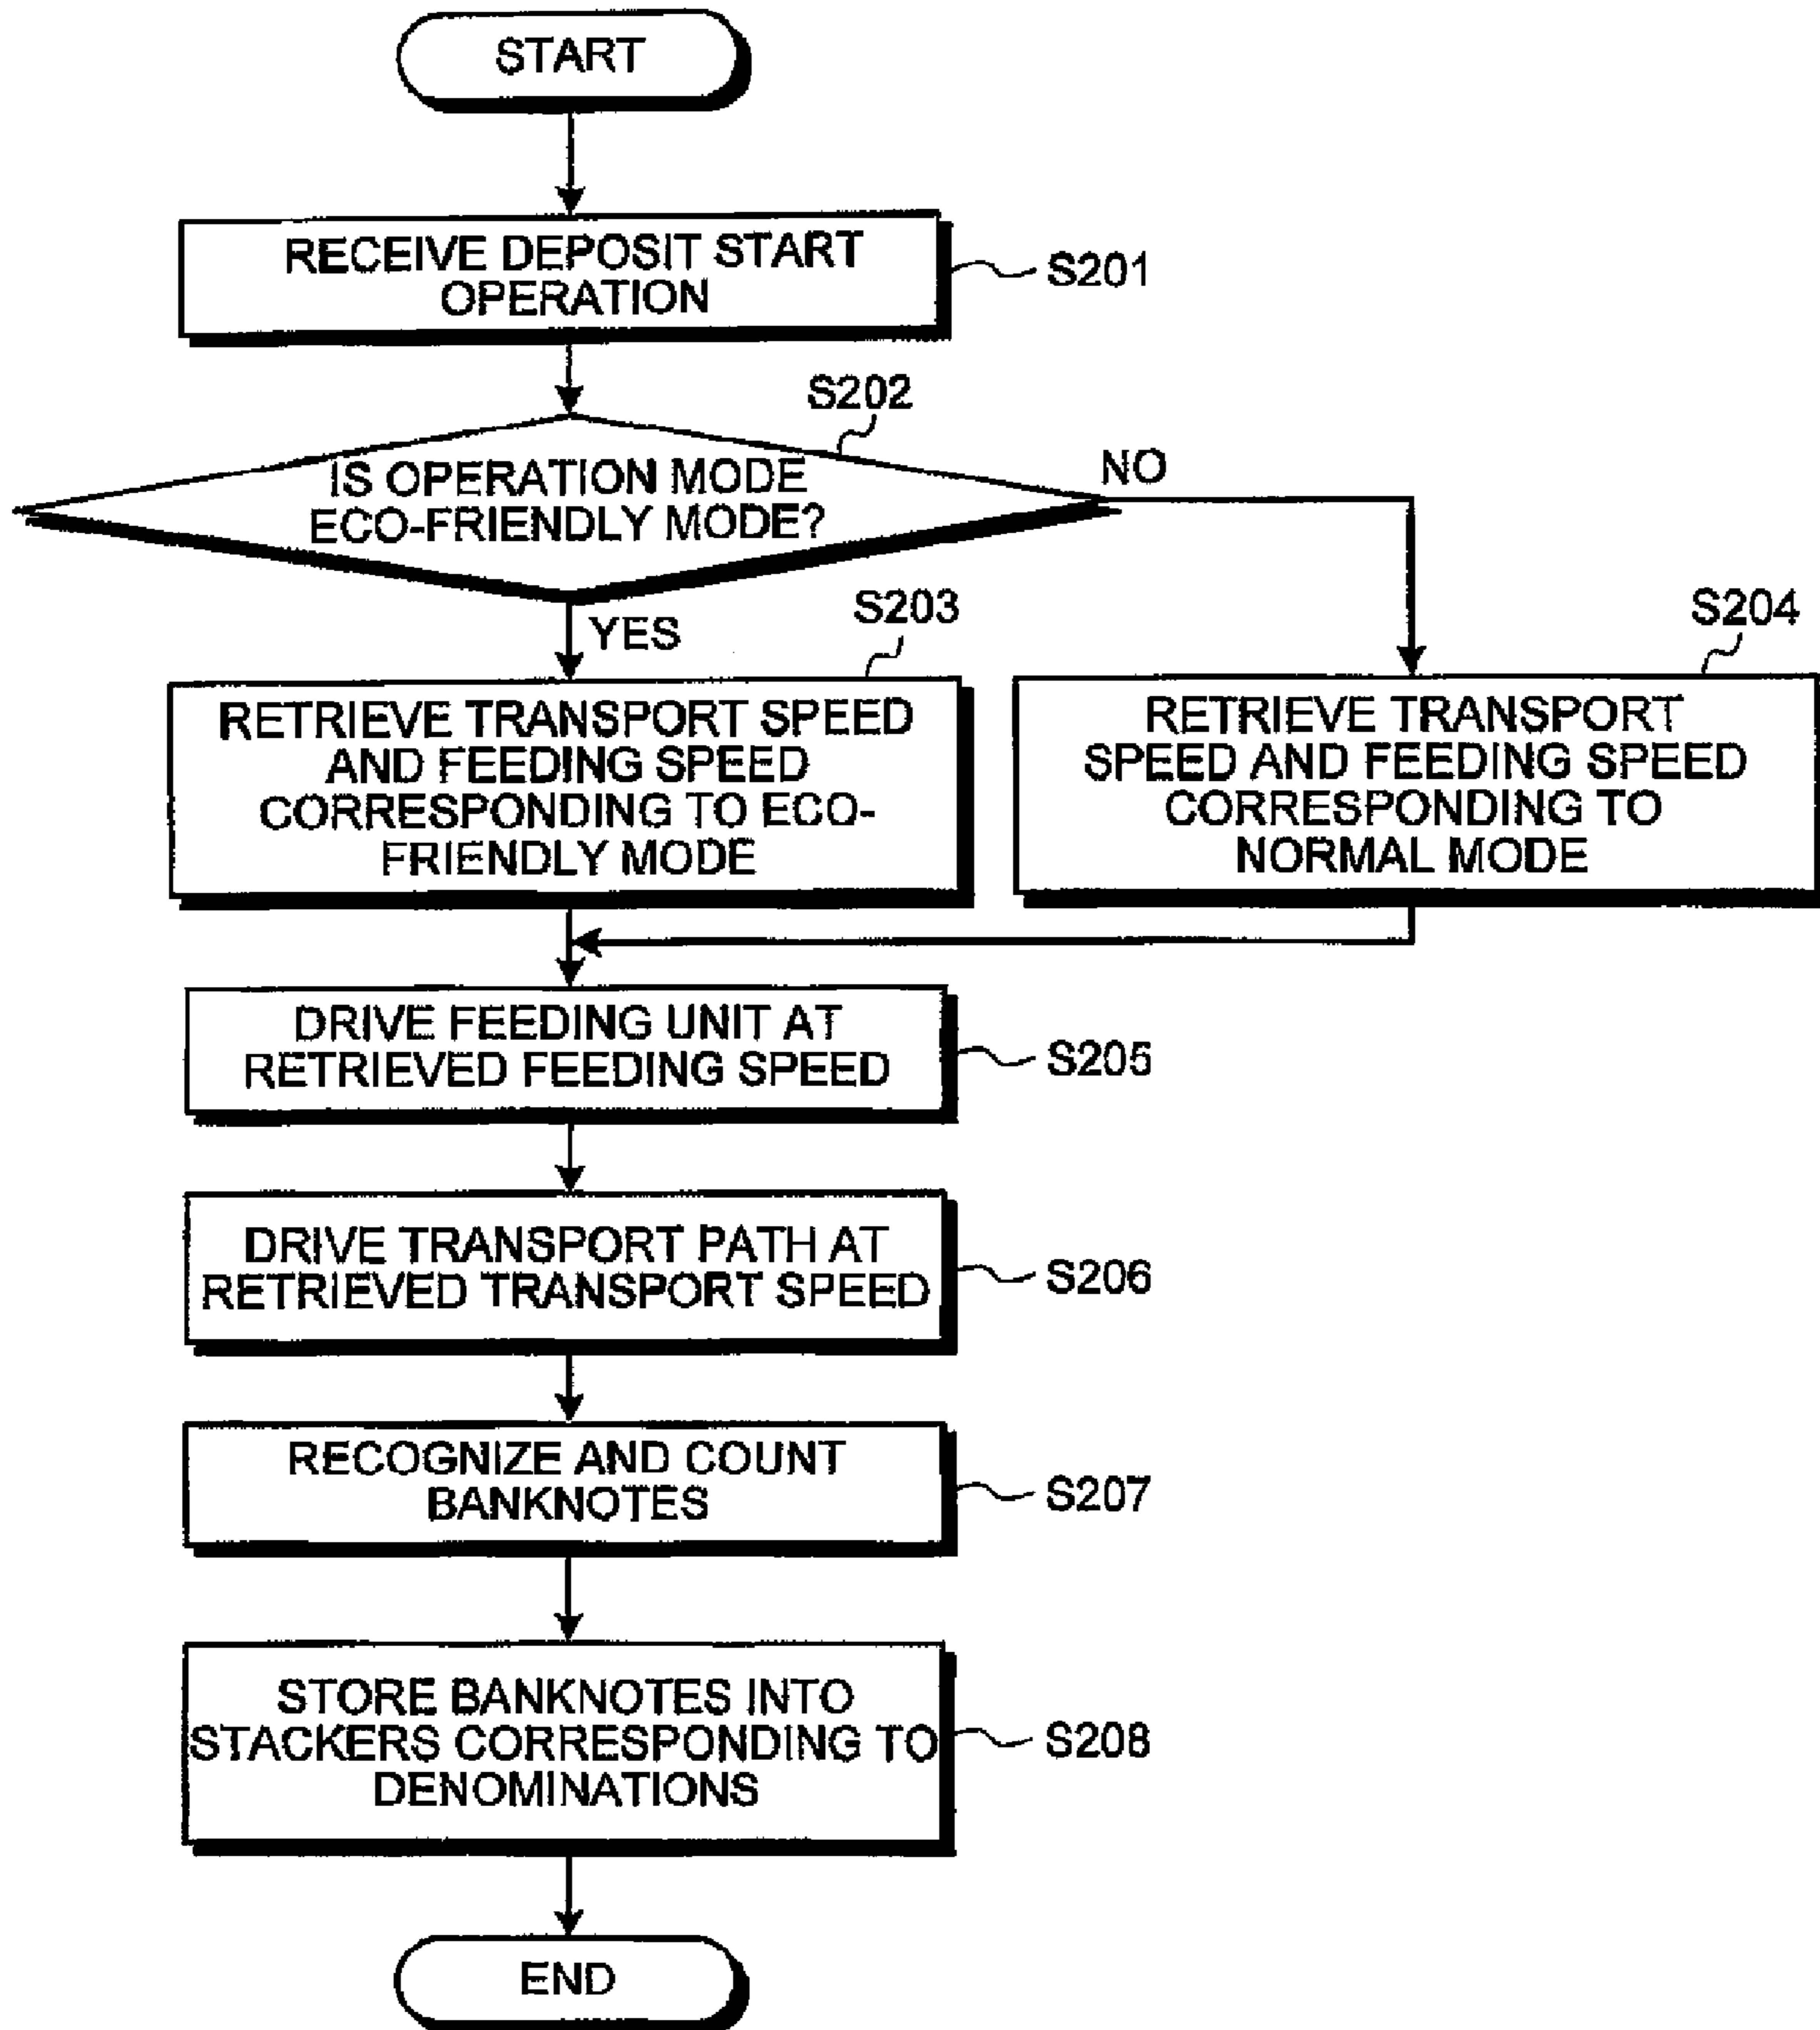 START
RECEIVE DEPOSIT START
OPERATION
S201
S202
IS OPERATION MODE
ECO-FRIENDLY MODE?
NO
YES
S203
RETRIEVE TRANSPORT SPEED
AND FEEDING SPEED
CORRESPONDING TO ECO-
FRIENDLY MODE
S204
RETRIEVE TRANSPORT
SPEED AND FEEDING SPEED
CORRESPONDING TO
NORMAL MODE
DRIVE FEEDING UNIT AT
RETRIEVED FEEDING SPEED
S205
DRIVE TRANSPORT PATH AT
RETRIEVED TRANSPORT SPEED
S206
RECOGNIZE AND COUNT
BANKNOTES
S207
STORE BANKNOTES INTO
STACKERS CORRESPONDING TO
DENOMINATIONS
S208
END